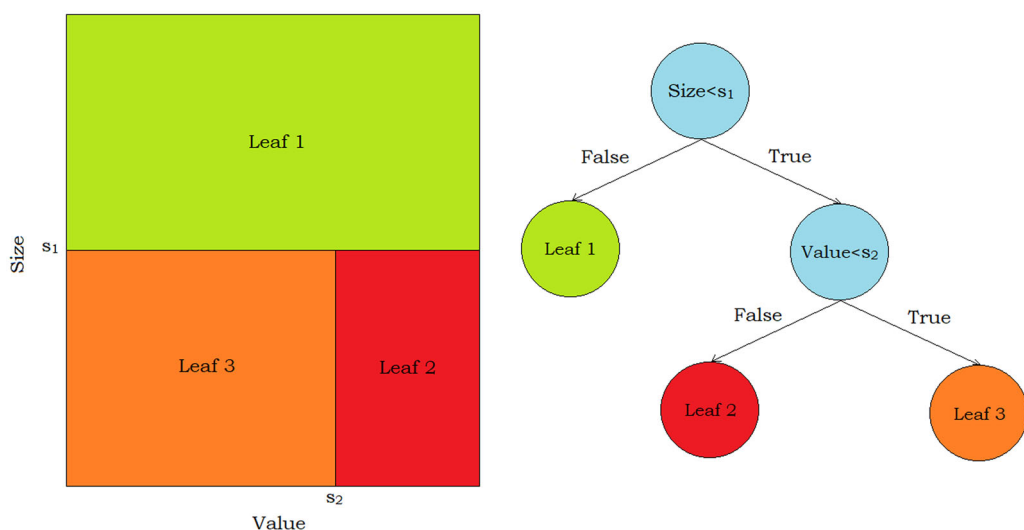 Leaf 1
s₁
Size
Leaf 3
Leaf 2
s₂
Value
Size<s₁
False
True
Leaf 1
Value<s₂
False
True
Leaf 2
Leaf 3